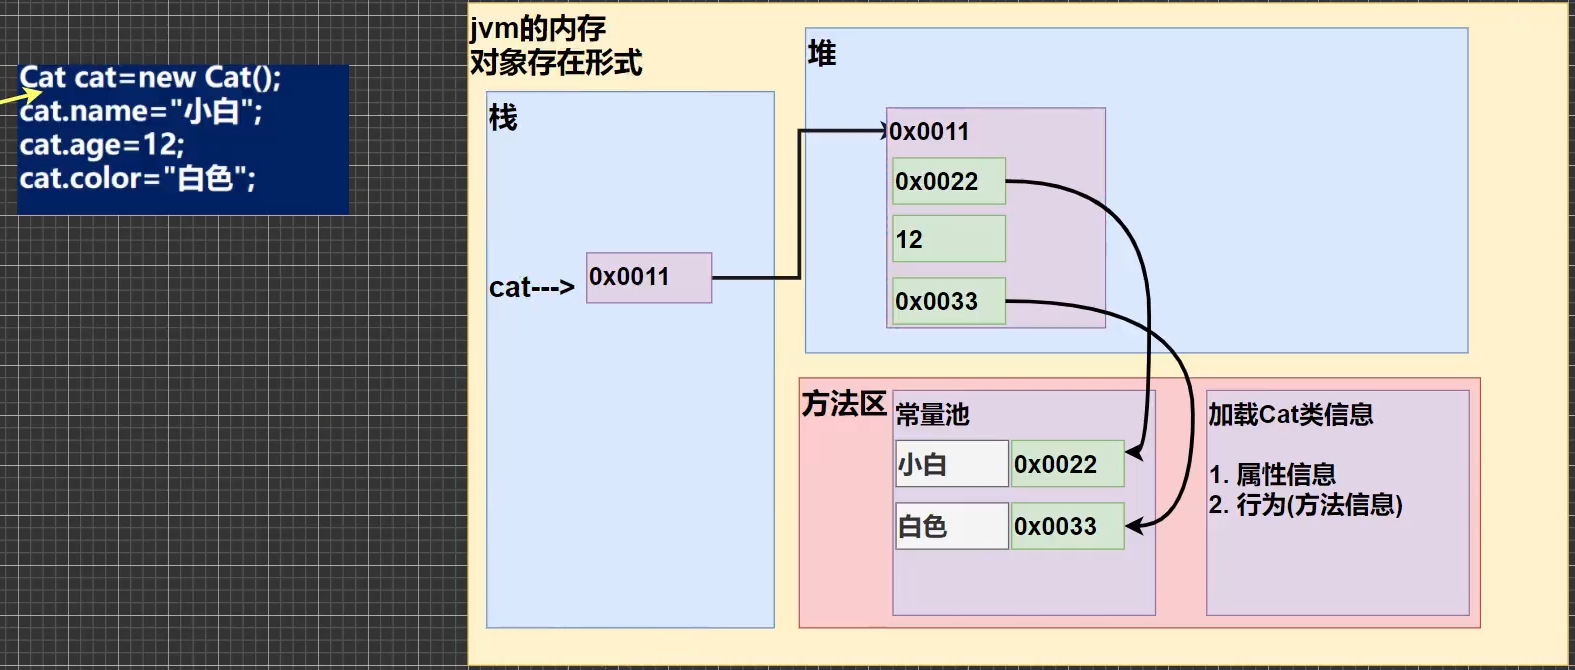 Cat cat=new Cat();
cat.name="小白";
cat.age=12;
cat.color="白色";
jvm的内存
对象存在形式
栈
cat--->
0x0011
堆
0x0011
0x0022
12
0x0033
方法区
常量池
小白
0x0022
白色
0x0033
加载Cat类信息
1. 属性信息
2. 行为(方法信息)